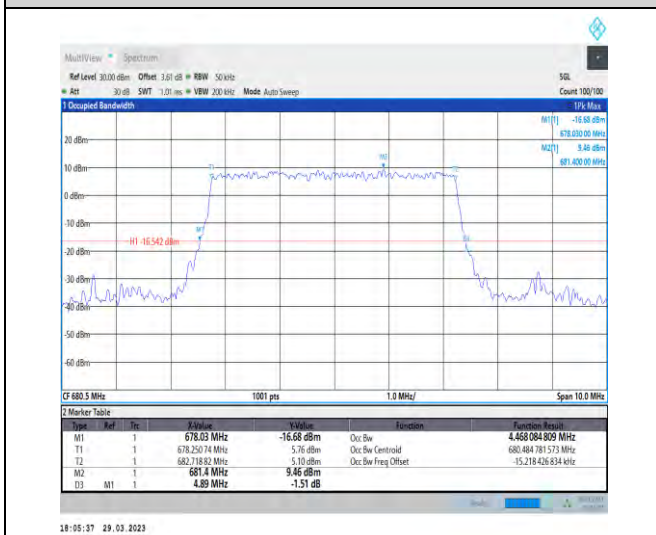 MultiView Spectrum
Ref Level 30.00 dBm Offset 3.61 dB RBW 50 kHz SGL
Att 30 dB SWT 1.01 ms VBW 200 kHz Mode Auto Sweep Count 100/100
1 Occupied Bandwidth 1Pk Max
M1[1] -16.68 dBm
678.030 00 MHz
M2[1] 9.46 dBm
681.400 00 MHz
20 dBm
M2
T1
T2
0 dBm
-10 dBm
M1
H1 -16.542 dBm
-20 dBm
-30 dBm
-40 dBm
-50 dBm
-60 dBm
CF 680.5 MHz 1001 pts 1.0 MHz/ Span 10.0 MHz
2 Marker Table
Type Ref Trc X-Value Y-Value Function Function Result
M1 1 678.03 MHz -16.68 dBm Occ Bw 4.468 084 809 MHz
T1 1 678.250 74 MHz 5.76 dBm Occ Bw Centroid 680.484 781 573 MHz
T2 1 682.718 82 MHz 5.10 dBm Occ Bw Freq Offset -15.218 426 834 kHz
M2 1 681.4 MHz 9.46 dBm
D3 M1 1 4.89 MHz -1.51 dB
18:05:37 29.03.2023